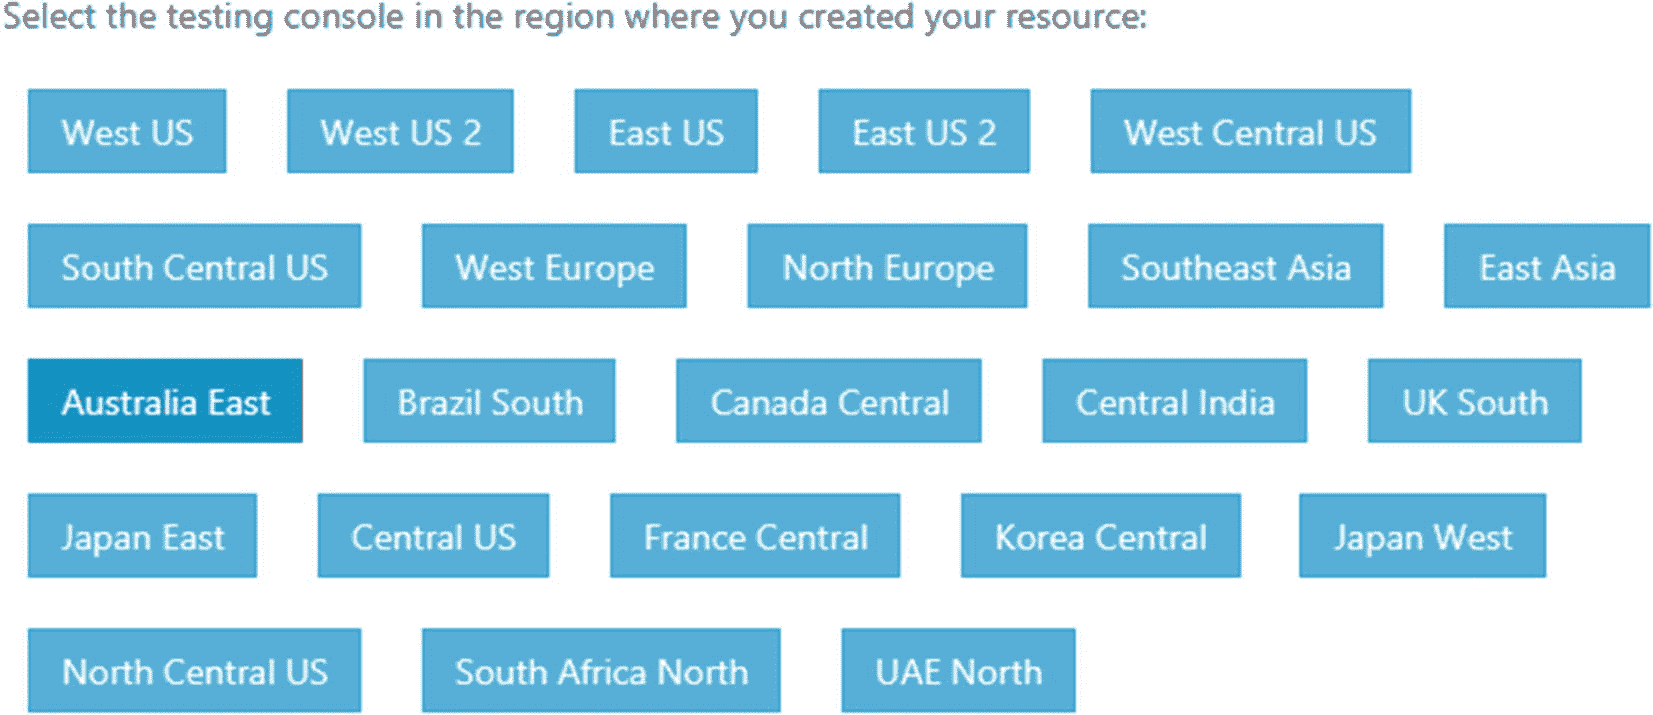 Select the testing console in the region where you created your resource:
West US West US 2 East US East US 2 West Central US
South Central US West Europe North Europe Southeast Asia East Asia
Australia East Brazil South Canada Central Central India UK South
Japan East Central US France Central Korea Central Japan West
North Central US South Africa North UAE North